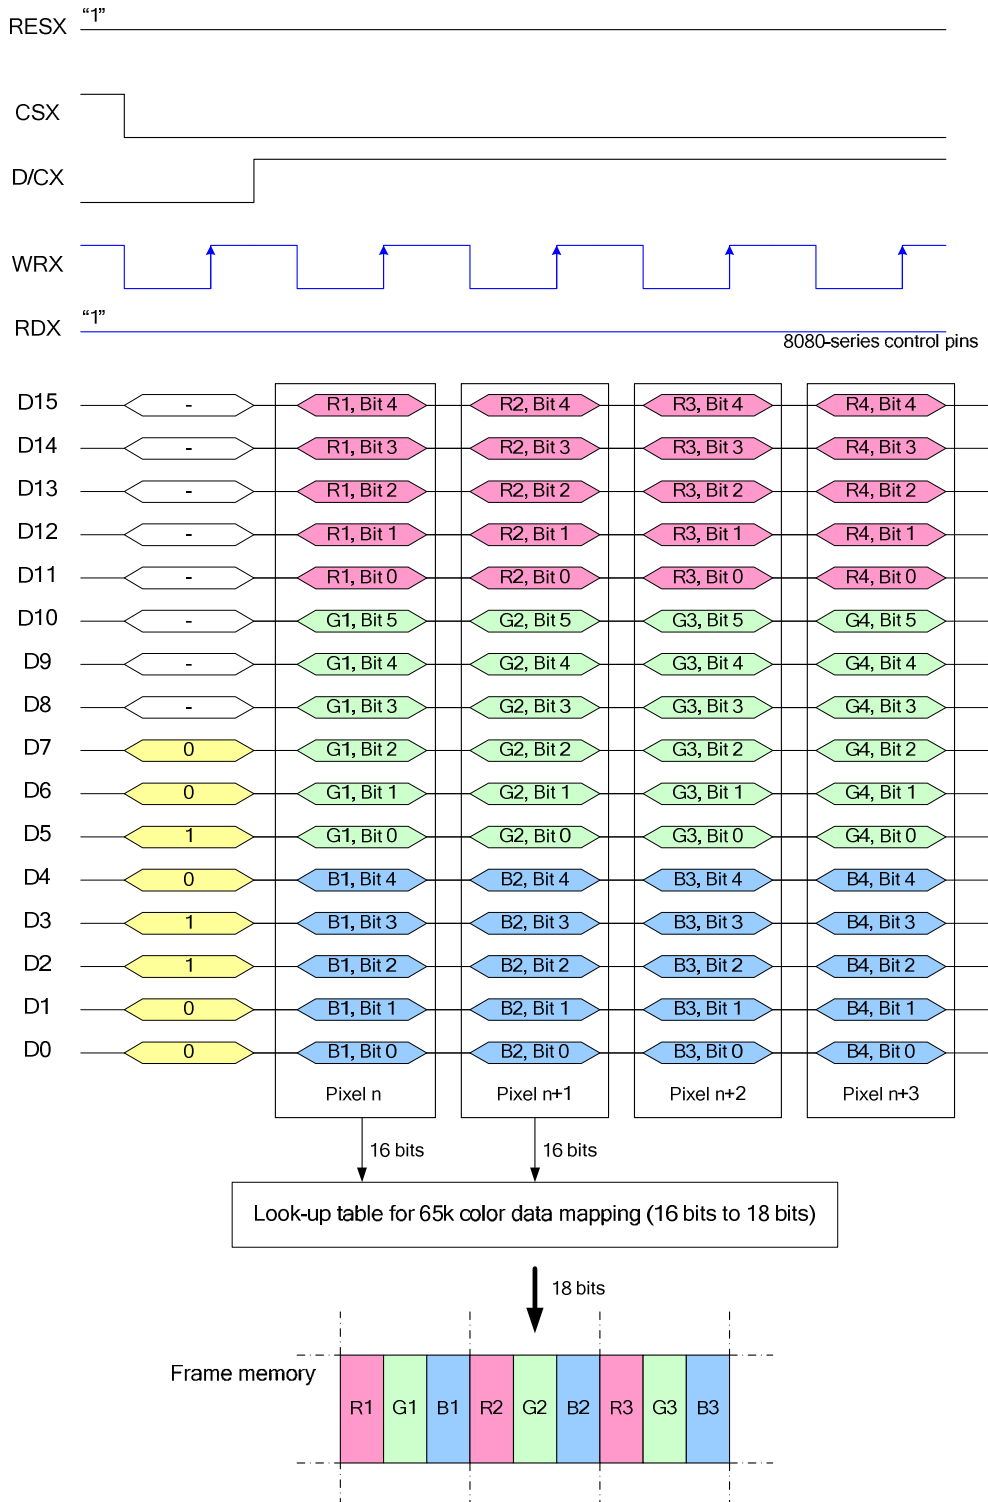 RESX "1"
CSX
D/CX
WRX
RDX "1"
8080-series control pins
D15 - R1, Bit 4 R2, Bit 4 R3, Bit 4 R4, Bit 4
D14 - R1, Bit 3 R2, Bit 3 R3, Bit 3 R4, Bit 3
D13 - R1, Bit 2 R2, Bit 2 R3, Bit 2 R4, Bit 2
D12 - R1, Bit 1 R2, Bit 1 R3, Bit 1 R4, Bit 1
D11 - R1, Bit 0 R2, Bit 0 R3, Bit 0 R4, Bit 0
D10 - G1, Bit 5 G2, Bit 5 G3, Bit 5 G4, Bit 5
D9 - G1, Bit 4 G2, Bit 4 G3, Bit 4 G4, Bit 4
D8 - G1, Bit 3 G2, Bit 3 G3, Bit 3 G4, Bit 3
D7 0 G1, Bit 2 G2, Bit 2 G3, Bit 2 G4, Bit 2
D6 0 G1, Bit 1 G2, Bit 1 G3, Bit 1 G4, Bit 1
D5 1 G1, Bit 0 G2, Bit 0 G3, Bit 0 G4, Bit 0
D4 0 B1, Bit 4 B2, Bit 4 B3, Bit 4 B4, Bit 4
D3 1 B1, Bit 3 B2, Bit 3 B3, Bit 3 B4, Bit 3
D2 1 B1, Bit 2 B2, Bit 2 B3, Bit 2 B4, Bit 2
D1 0 B1, Bit 1 B2, Bit 1 B3, Bit 1 B4, Bit 1
D0 0 B1, Bit 0 B2, Bit 0 B3, Bit 0 B4, Bit 0
Pixel n Pixel n+1 Pixel n+2 Pixel n+3
16 bits 16 bits
Look-up table for 65k color data mapping (16 bits to 18 bits)
18 bits
Frame memory
R1 G1 B1 R2 G2 B2 R3 G3 B3